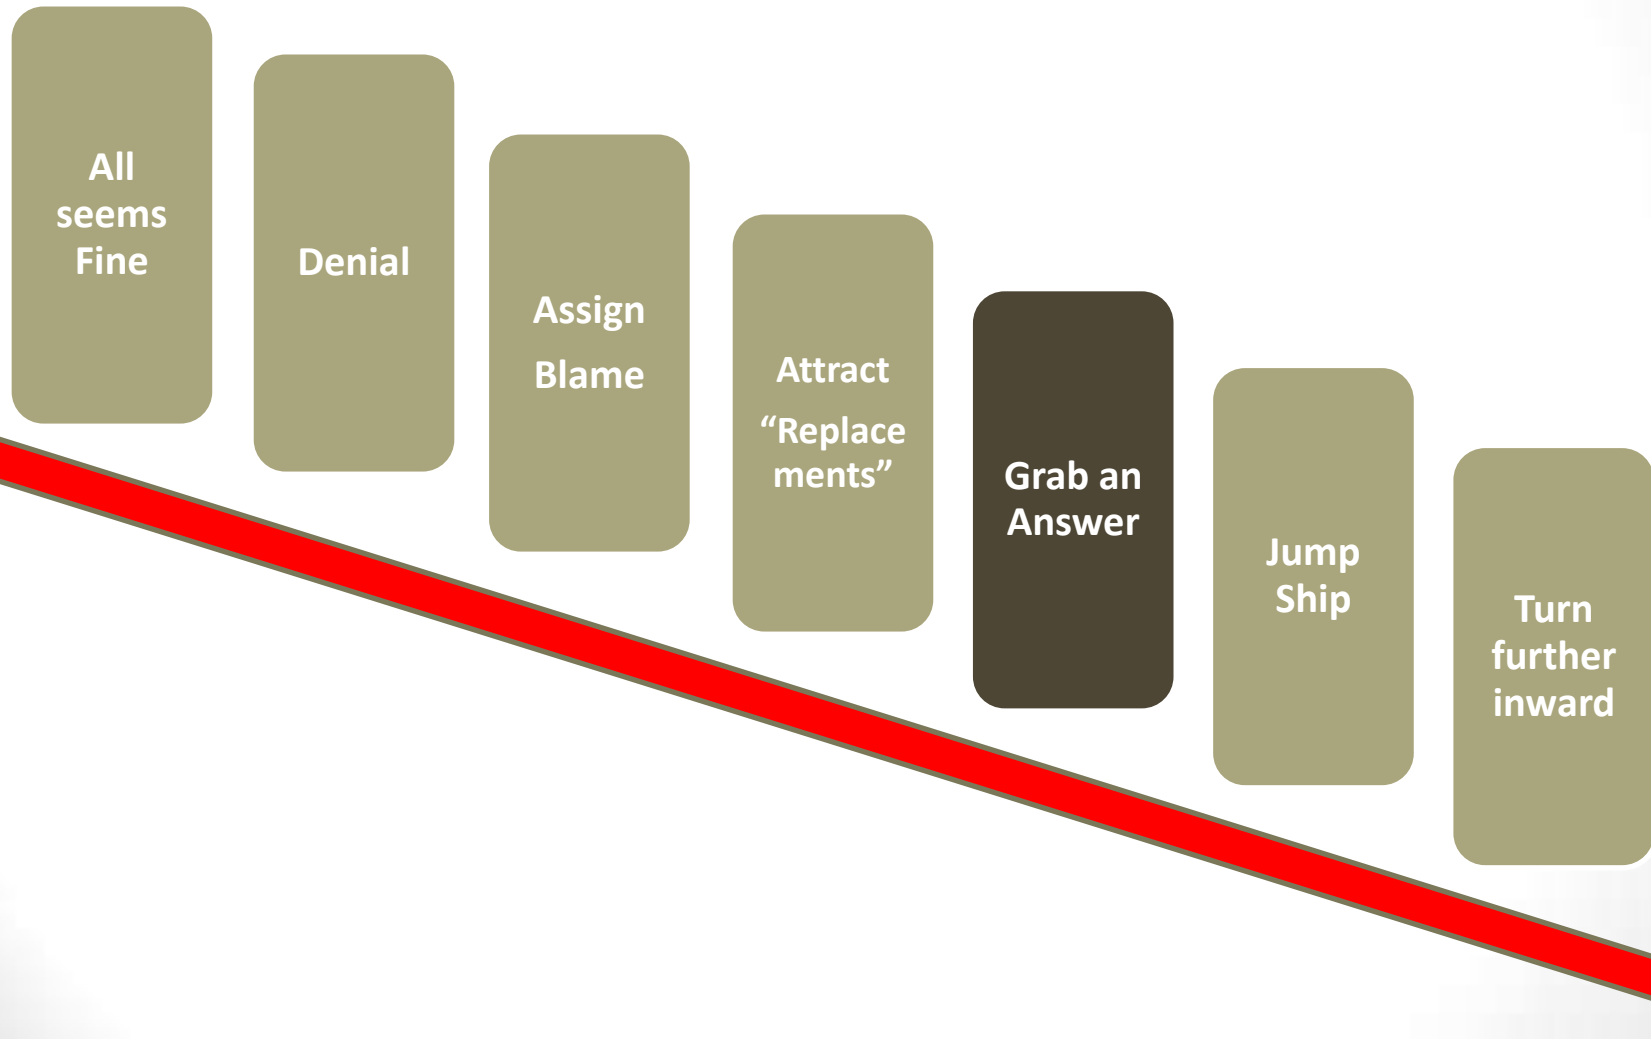 All
seems
Fine
Denial
Assign
Blame
Attract
“Replace
ments”
Grab an
Answer
Jump
Ship
Turn
further
inward